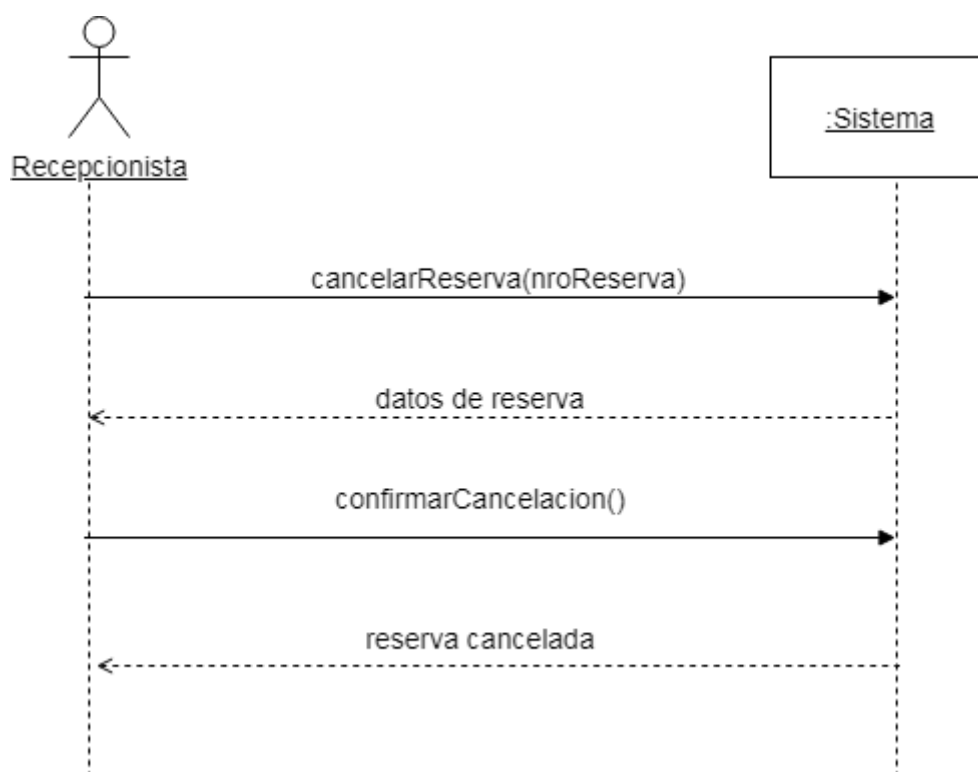 Recepcionista
:Sistema
cancelarReserva(nroReserva)
datos de reserva
confirmarCancelacion()
reserva cancelada